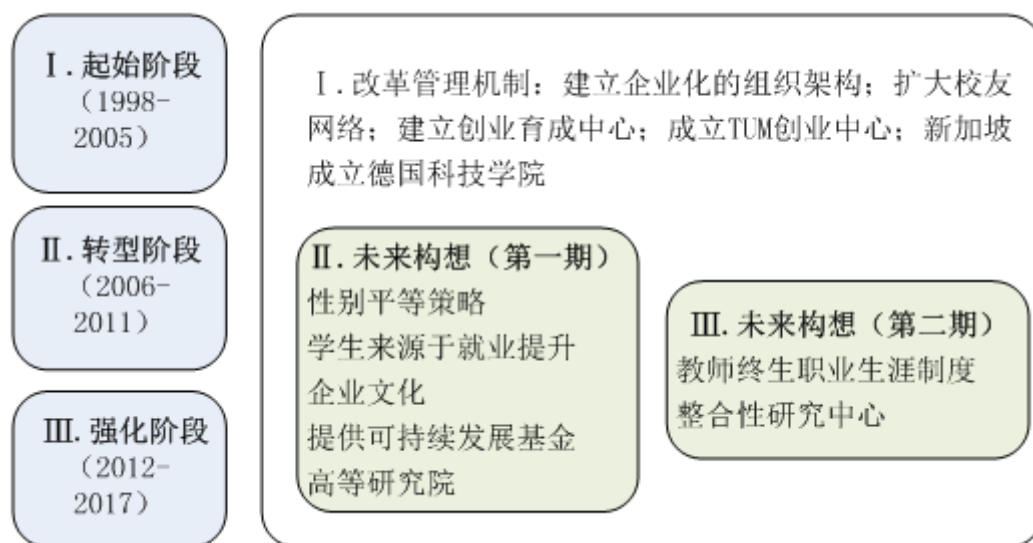 Ⅰ.起始阶段
（1998-
2005）
Ⅱ.转型阶段
（2006-
2011）
Ⅲ.强化阶段
（2012-
2017）
Ⅰ.改革管理机制：建立企业化的组织架构；扩大校友
网络；建立创业育成中心；成立TUM创业中心；新加坡
成立德国科技学院
Ⅱ.未来构想（第一期）
性别平等策略
学生来源于就业提升
企业文化
提供可持续发展基金
高等研究院
Ⅲ.未来构想（第二期）
教师终生职业生涯制度
整合性研究中心